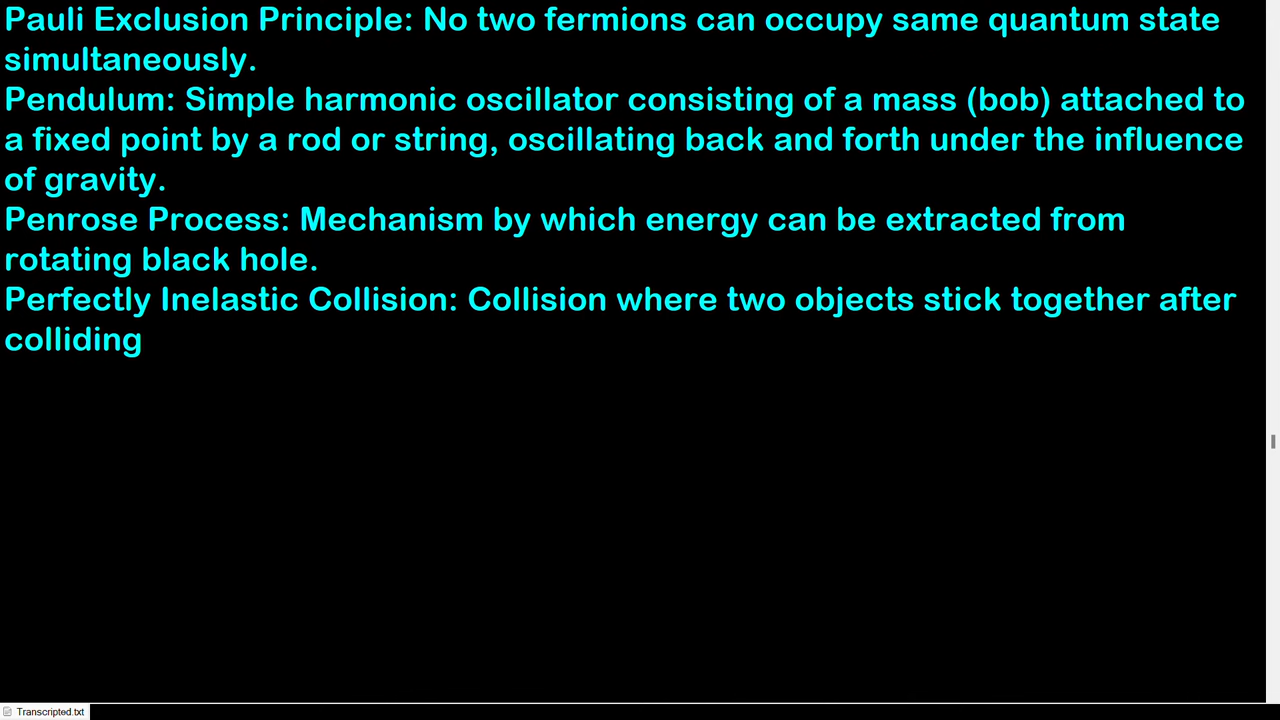 Pauli Exclusion Principle: No two fermions can occupy same quantum state
simultaneously.
Pendulum: Simple harmonic oscillator consisting of a mass (bob) attached to
a fixed point by a rod or string, oscillating back and forth under the influence
of gravity.
Penrose Process: Mechanism by which energy can be extracted from
rotating black hole.
Perfectly Inelastic Collision: Collision where two objects stick together after
colliding
Transcripted.txt